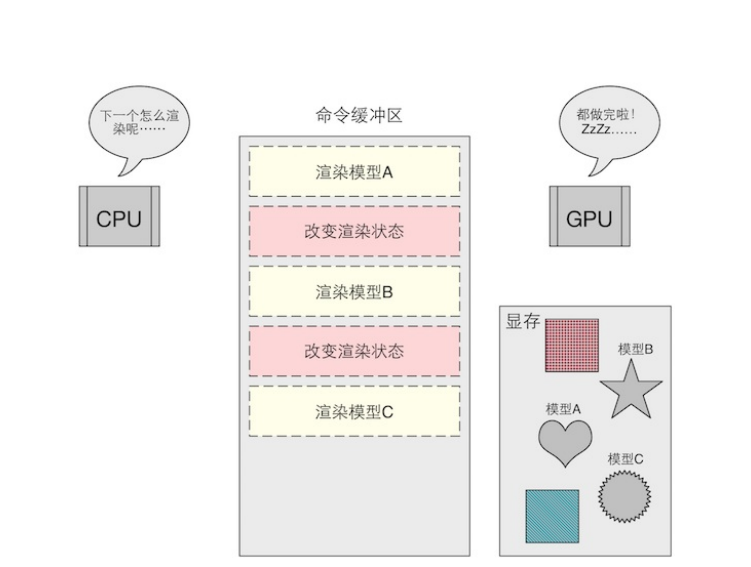 下一个怎么渲
染呢……
命令缓冲区
都做完啦！
ZzZz……
CPU
GPU
渲染模型A
改变渲染状态
渲染模型B
改变渲染状态
渲染模型C
显存
模型B
模型A
模型C